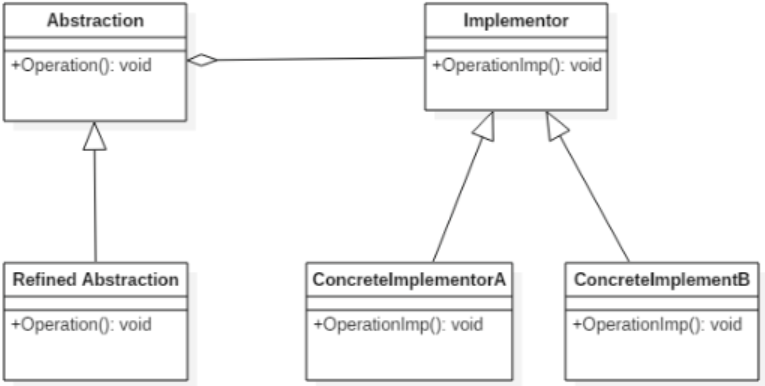 Abstraction
+Operation(): void
Implementor
+OperationImp(): void
Refined Abstraction
+Operation(): void
ConcreteImplementorA
+OperationImp(): void
ConcreteImplementB
+OperationImp(): void